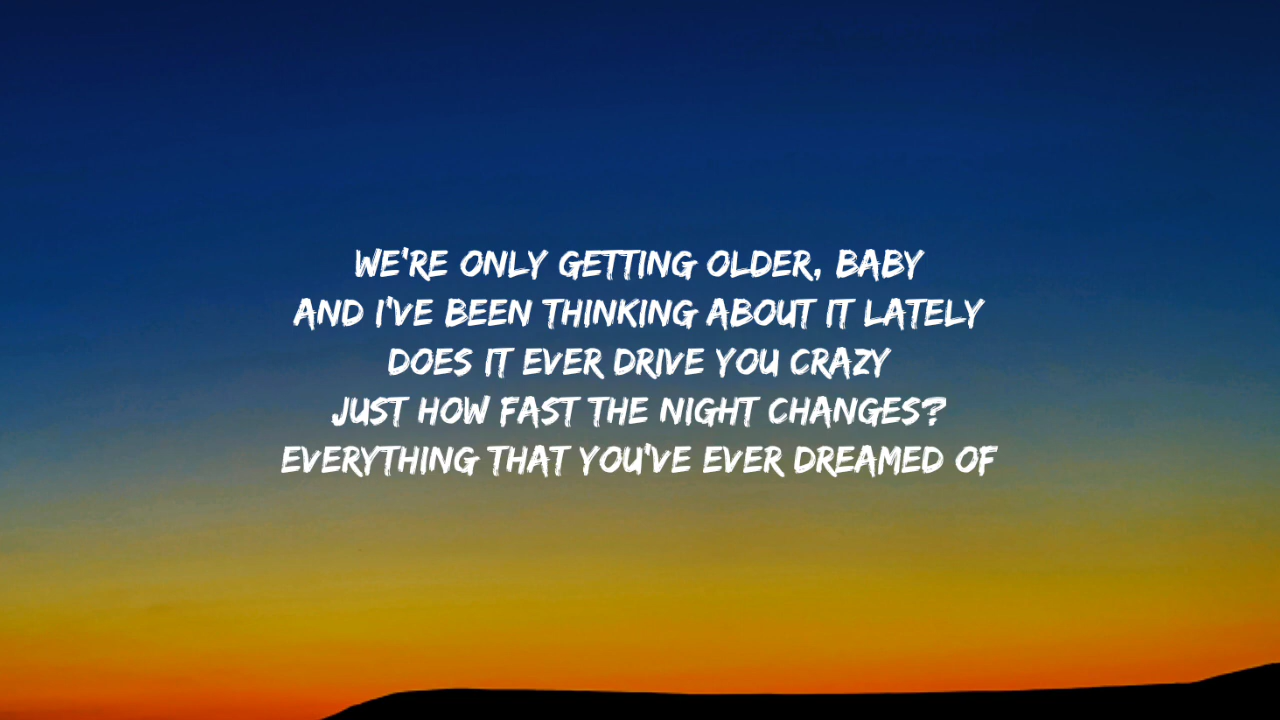 WE'RE ONLY GETTING OLDER, BABY
AND I'VE BEEN THINKING ABOUT IT LATELY
DOES IT EVER DRIVE YOU CRAZY
JUST HOW FAST THE NIGHT CHANGES?
EVERYTHING THAT YOU'VE EVER DREAMED OF